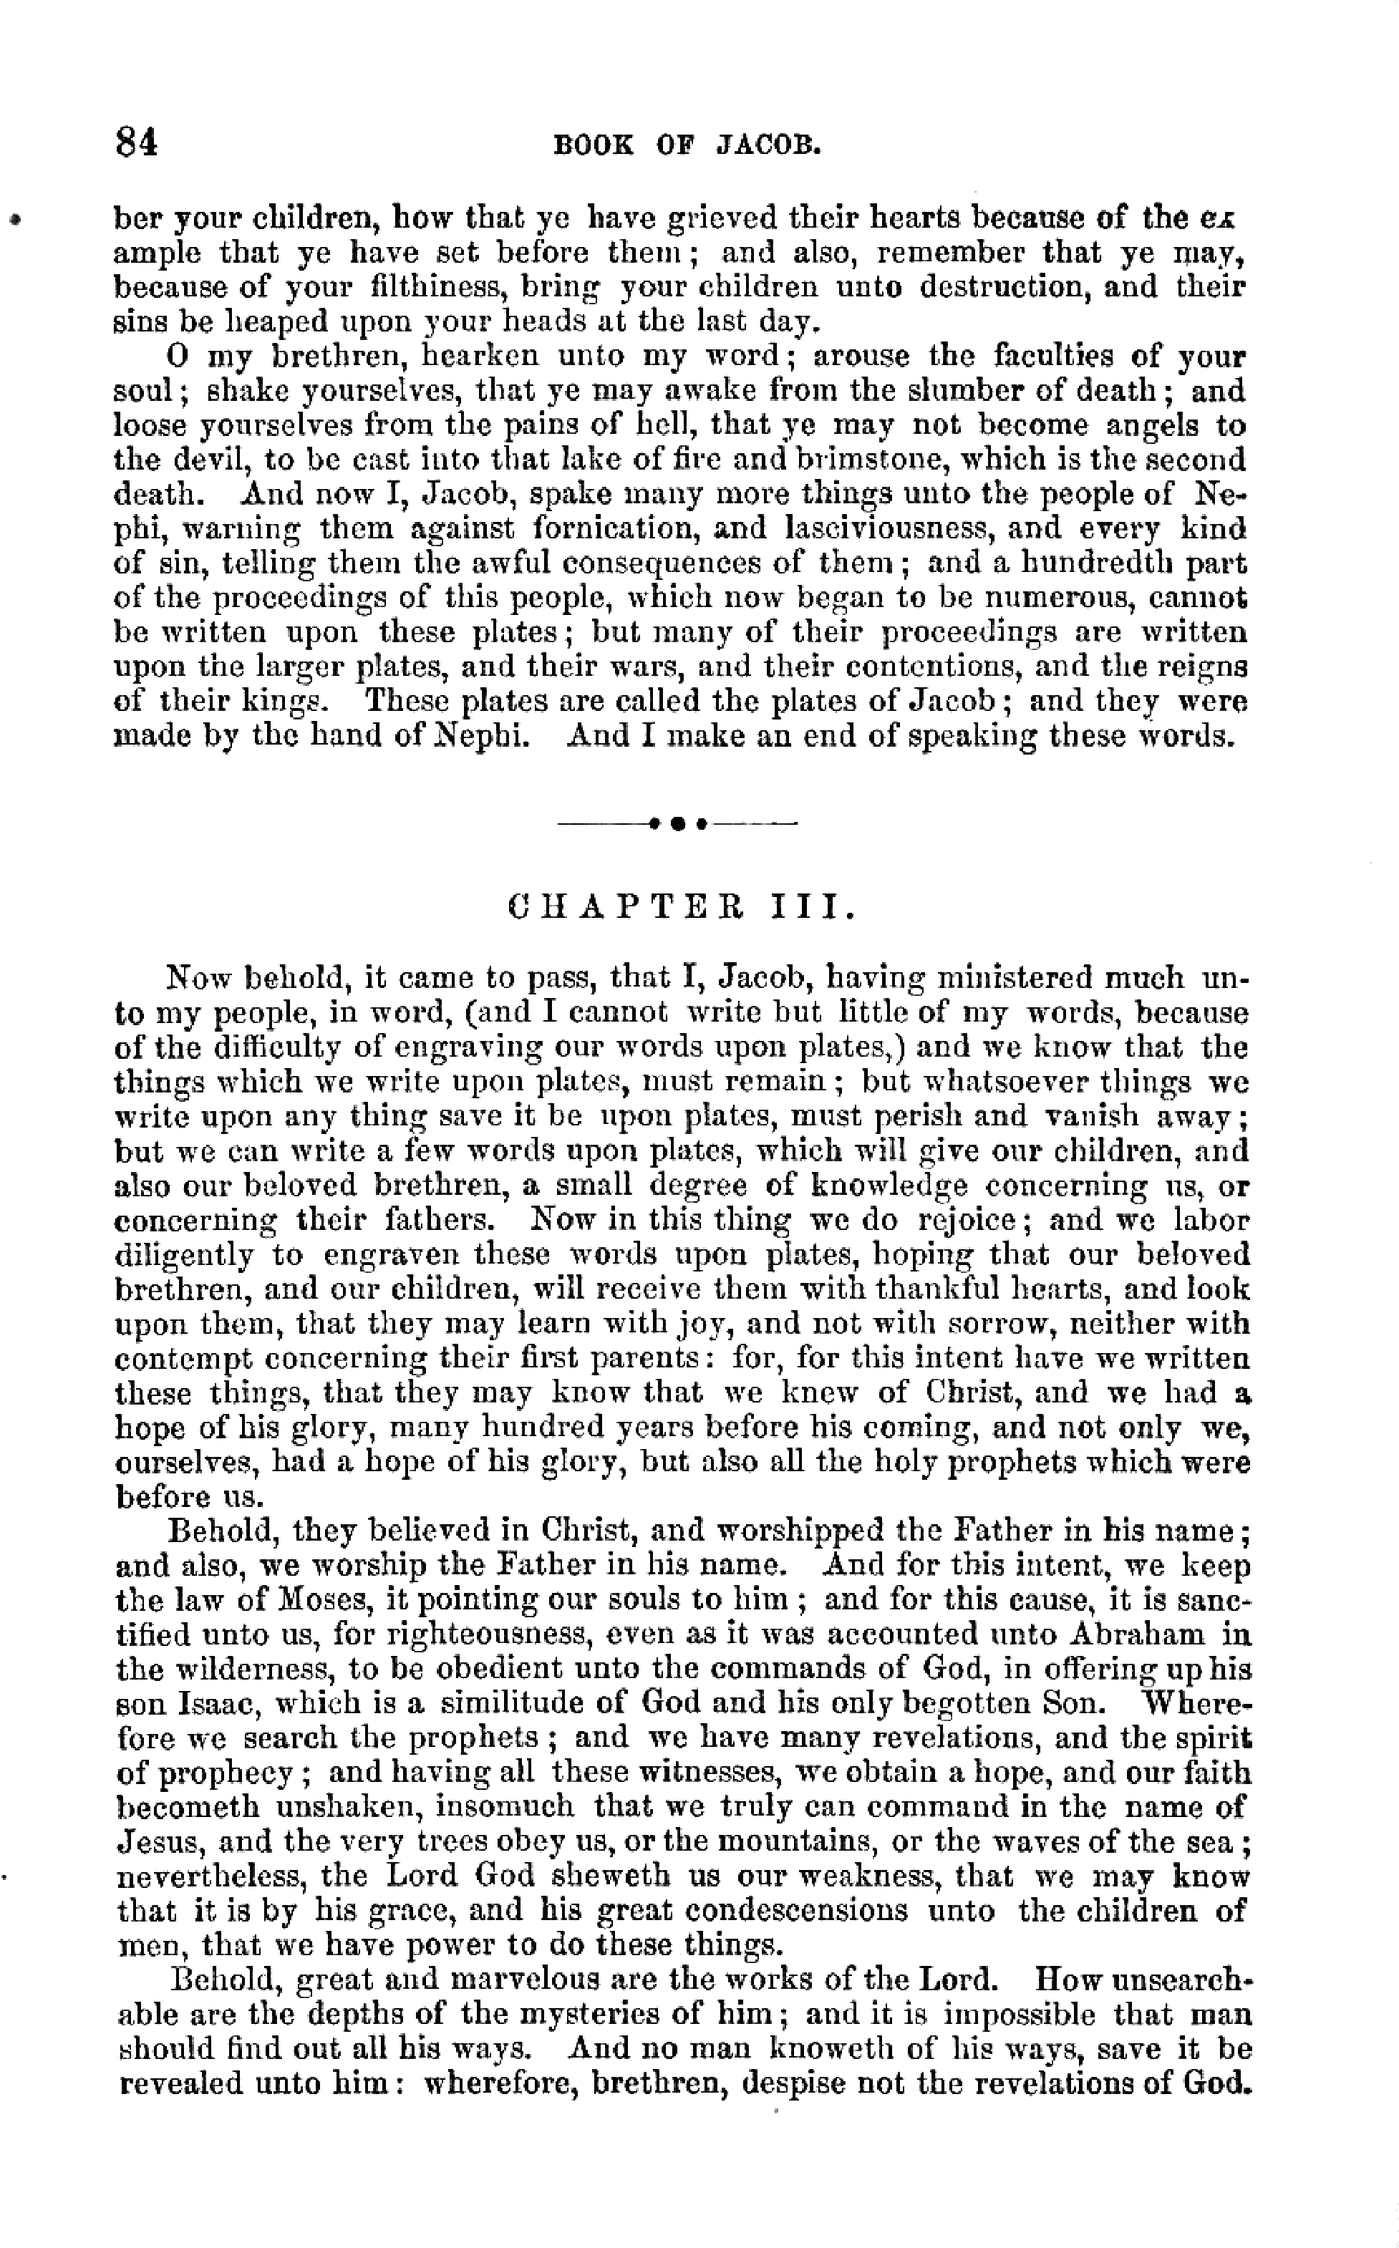 84 BOOK OF JACOB.
ber your children, how that ye have grieved their hearts because of the ex
ample that ye have set before them; and also, remember that ye may,
because of your filthiness, bring your children unto destruction, and their
sins be heaped upon your heads at the last day.
O my brethren, hearken unto my word; arouse the faculties of your
soul; shake yourselves, that ye may awake from the slumber of death; and
loose yourselves from the pains of hell, that ye may not become angels to
the devil, to be cast into that lake of fire and brimstone, which is the second
death. And now I, Jacob, spake many more things unto the people of Ne-
phi, warning them against fornication, and lasciviousness, and every kind
of sin, telling them the awful consequences of them; and a hundredth part
of the proceedings of this people, which now began to be numerous, cannot
be written upon these plates; but many of their proceedings are written
upon the larger plates, and their wars, and their contentions, and the reigns
of their kings. These plates are called the plates of Jacob; and they were
made by the hand of Nephi. And I make an end of speaking these words.
CHAPTER III.
Now behold, it came to pass, that I, Jacob, having ministered much un-
to my people, in word, (and I cannot write but little of my words, because
of the difficulty of engraving our words upon plates,) and we know that the
things which we write upon plates, must remain; but whatsoever things we
write upon any thing save it be upon plates, must perish and vanish away;
but we can write a few words upon plates, which will give our children, and
also our beloved brethren, a small degree of knowledge concerning us, or
concerning their fathers. Now in this thing we do rejoice; and we labor
diligently to engraven these words upon plates, hoping that our beloved
brethren, and our children, will receive them with thankful hearts, and look
upon them, that they may learn with joy, and not with sorrow, neither with
contempt concerning their first parents: for, for this intent have we written
these things, that they may know that we knew of Christ, and we had a
hope of his glory, many hundred years before his coming, and not only we,
ourselves, had a hope of his glory, but also all the holy prophets which were
before us.
Behold, they believed in Christ, and worshipped the Father in his name;
and also, we worship the Father in his name. And for this intent, we keep
the law of Moses, it pointing our souls to him; and for this cause, it is sanc-
tified unto us, for righteousness, even as it was accounted unto Abraham in
the wilderness, to be obedient unto the commands of God, in offering up his
son Isaac, which is a similitude of God and his only begotten Son. Where-
fore we search the prophets; and we have many revelations, and the spirit
of prophecy; and having all these witnesses, we obtain a hope, and our faith
becometh unshaken, insomuch that we truly can command in the name of
Jesus, and the very trees obey us, or the mountains, or the waves of the sea;
nevertheless, the Lord God sheweth us our weakness, that we may know
that it is by his grace, and his great condescensions unto the children of
men, that we have power to do these things.
Behold, great and marvelous are the works of the Lord. How unsearch-
able are the depths of the mysteries of him; and it is impossible that man
should find out all his ways. And no man knoweth of his ways, save it be
revealed unto him: wherefore, brethren, despise not the revelations of God.